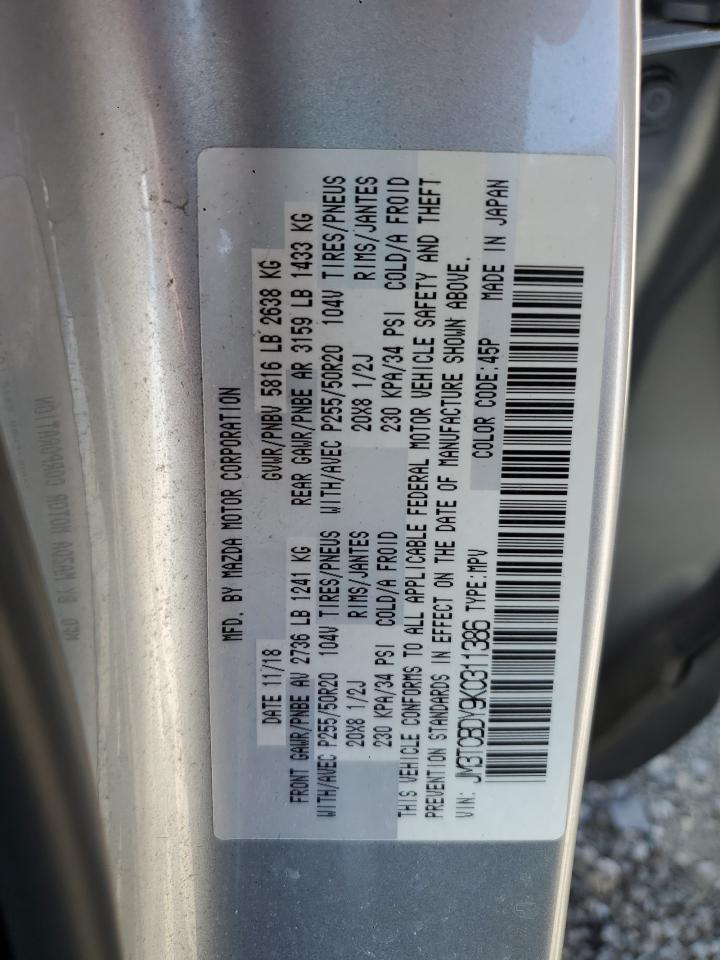 MFD. BY MAZDA MOTOR CORPORATION
DATE 11/18 GVWR/PNBV 5816 LB 2638 KG
FRONT GAWR/PNBE AV 2736 LB 1241 KG REAR GAWR/PNBE AR 3159 LB 1433 KG
WITH/AVEC P255/50R20 104V TIRES/PNEUS WITH/AVEC P255/50R20 104V TIRES/PNEUS
20X8 1/2J RIMS/JANTES 20X8 1/2J RIMS/JANTES
230 KPA/34 PSI COLD/A FROID 230 KPA/34 PSI COLD/A FROID
THIS VEHICLE CONFORMS TO ALL APPLICABLE FEDERAL MOTOR VEHICLE SAFETY AND THEFT
PREVENTION STANDARDS IN EFFECT ON THE DATE OF MANUFACTURE SHOWN ABOVE.
VIN: JM3TCBDY9K0311386 TYPE:MPV COLOR CODE:45P MADE IN JAPAN